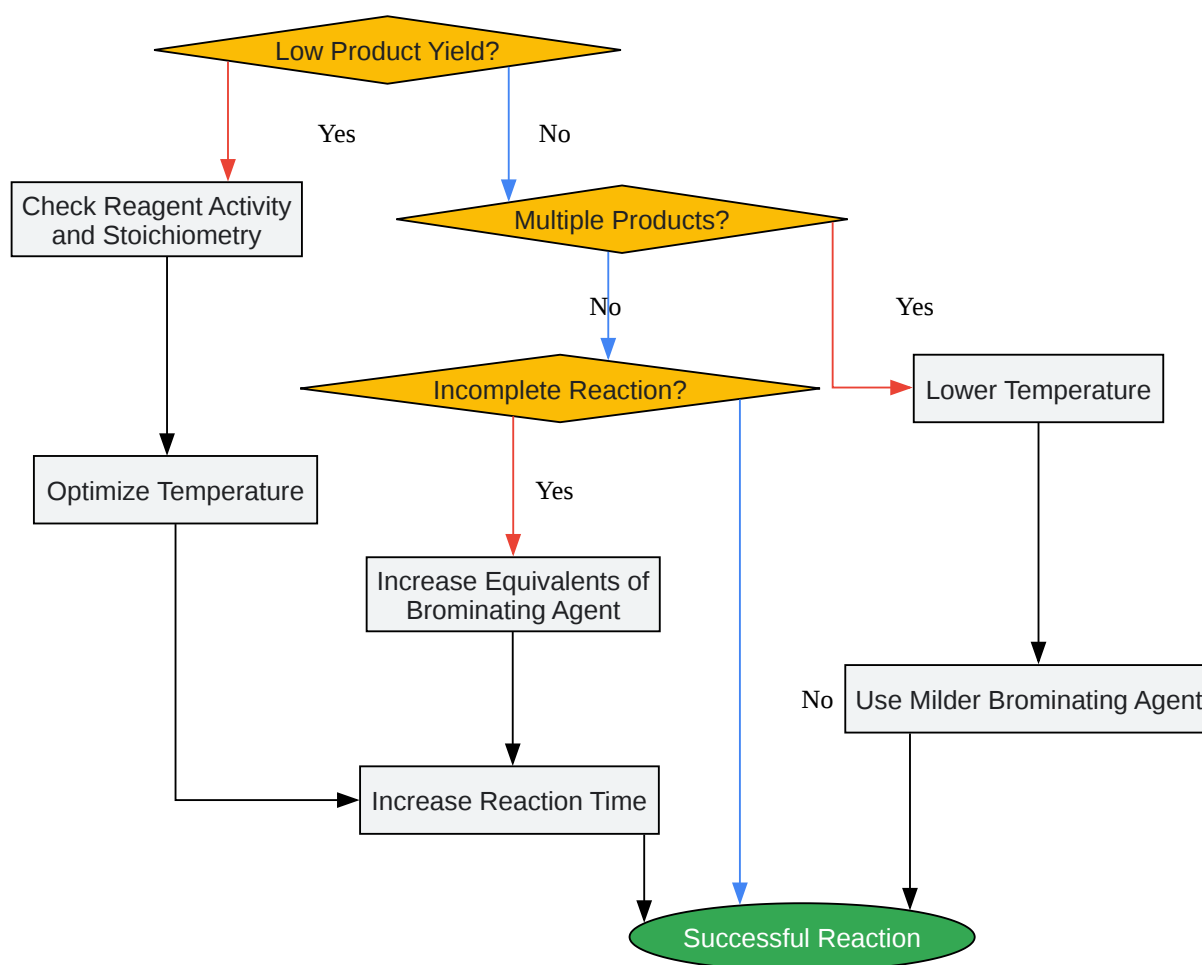 Low Product Yield?
Yes
No
Check Reagent Activity
and Stoichiometry
Multiple Products?
No
Yes
Incomplete Reaction?
Lower Temperature
Optimize Temperature
Yes
Increase Equivalents of
Brominating Agent
No
Use Milder Brominating Agent
Increase Reaction Time
Successful Reaction